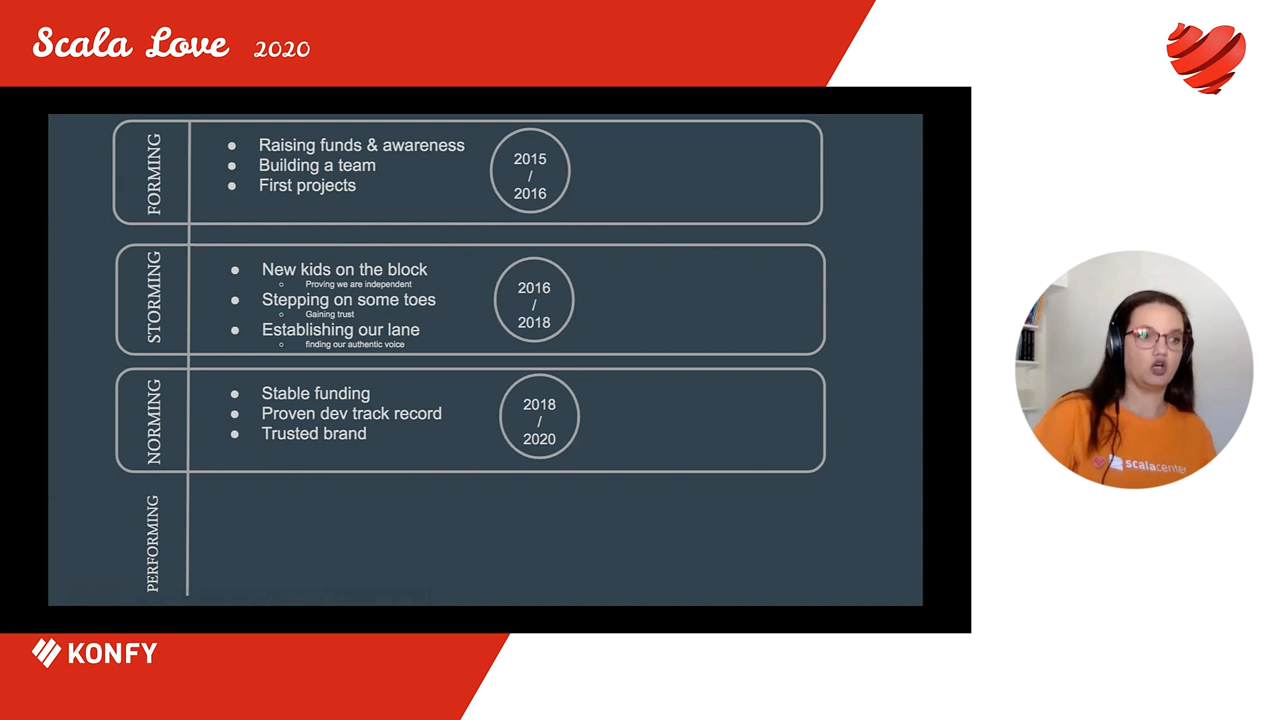 Scala Love 2020
FORMING
Raising funds & awareness
Building a team
First projects
2015
/
2016
STORMING
New kids on the block
Proving we are independent
Stepping on some toes
Gaining trust
Establishing our lane
finding our authentic voice
2016
/
2018
NORMING
Stable funding
Proven dev track record
Trusted brand
2018
/
2020
PERFORMING
scalacenter
KONFY